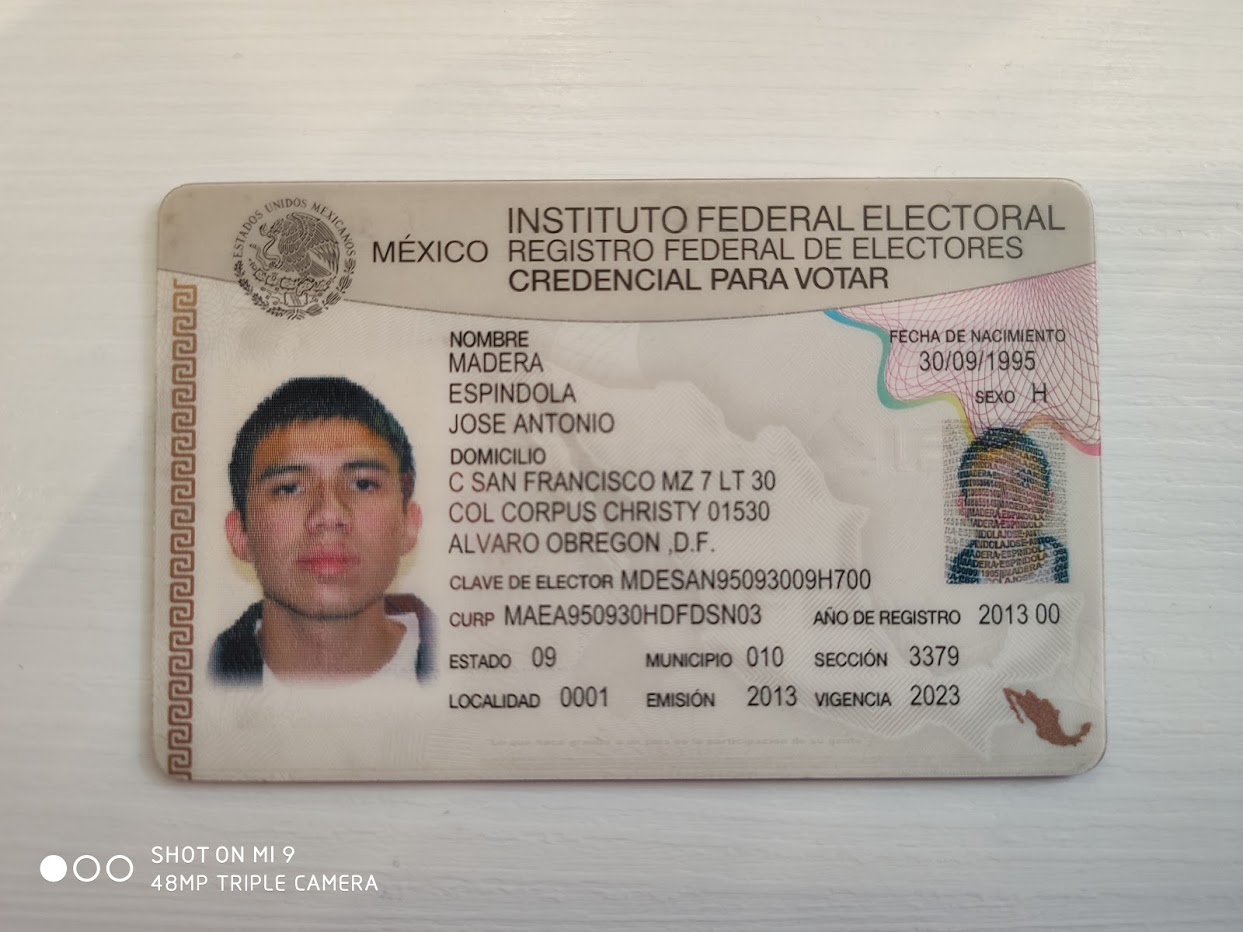 ESTADOS UNIDOS MEXICANOS
MÉXICO
INSTITUTO FEDERAL ELECTORAL
REGISTRO FEDERAL DE ELECTORES
CREDENCIAL PARA VOTAR
NOMBRE
MADERA
ESPINDOLA
JOSE ANTONIO
FECHA DE NACIMIENTO
30/09/1995
SEXO H
DOMICILIO
C SAN FRANCISCO MZ 7 LT 30
COL CORPUS CHRISTY 01530
ALVARO OBREGON ,D.F.
CLAVE DE ELECTOR MDESAN95093009H700
CURP MAEA950930HDFDSN03 AÑO DE REGISTRO 2013 00
ESTADO 09 MUNICIPIO 010 SECCIÓN 3379
LOCALIDAD 0001 EMISIÓN 2013 VIGENCIA 2023
SHOT ON MI 9
48MP TRIPLE CAMERA